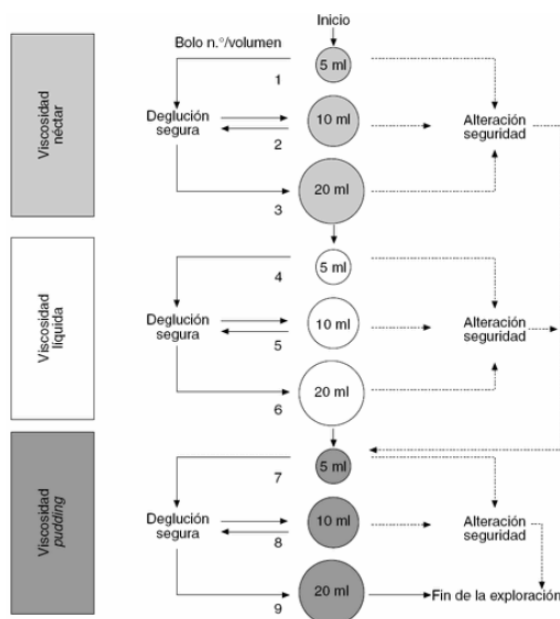 Inicio
Bolo n.°/volumen
1
5 ml
Viscosidad
néctar
Deglución
segura
2
10 ml
Alteración
seguridad
3
20 ml
4
5 ml
Viscosidad
líquida
Deglución
segura
5
10 ml
Alteración
seguridad
6
20 ml
7
5 ml
Viscosidad
pudding
Deglución
segura
8
10 ml
Alteración
seguridad
9
20 ml
Fin de la exploración